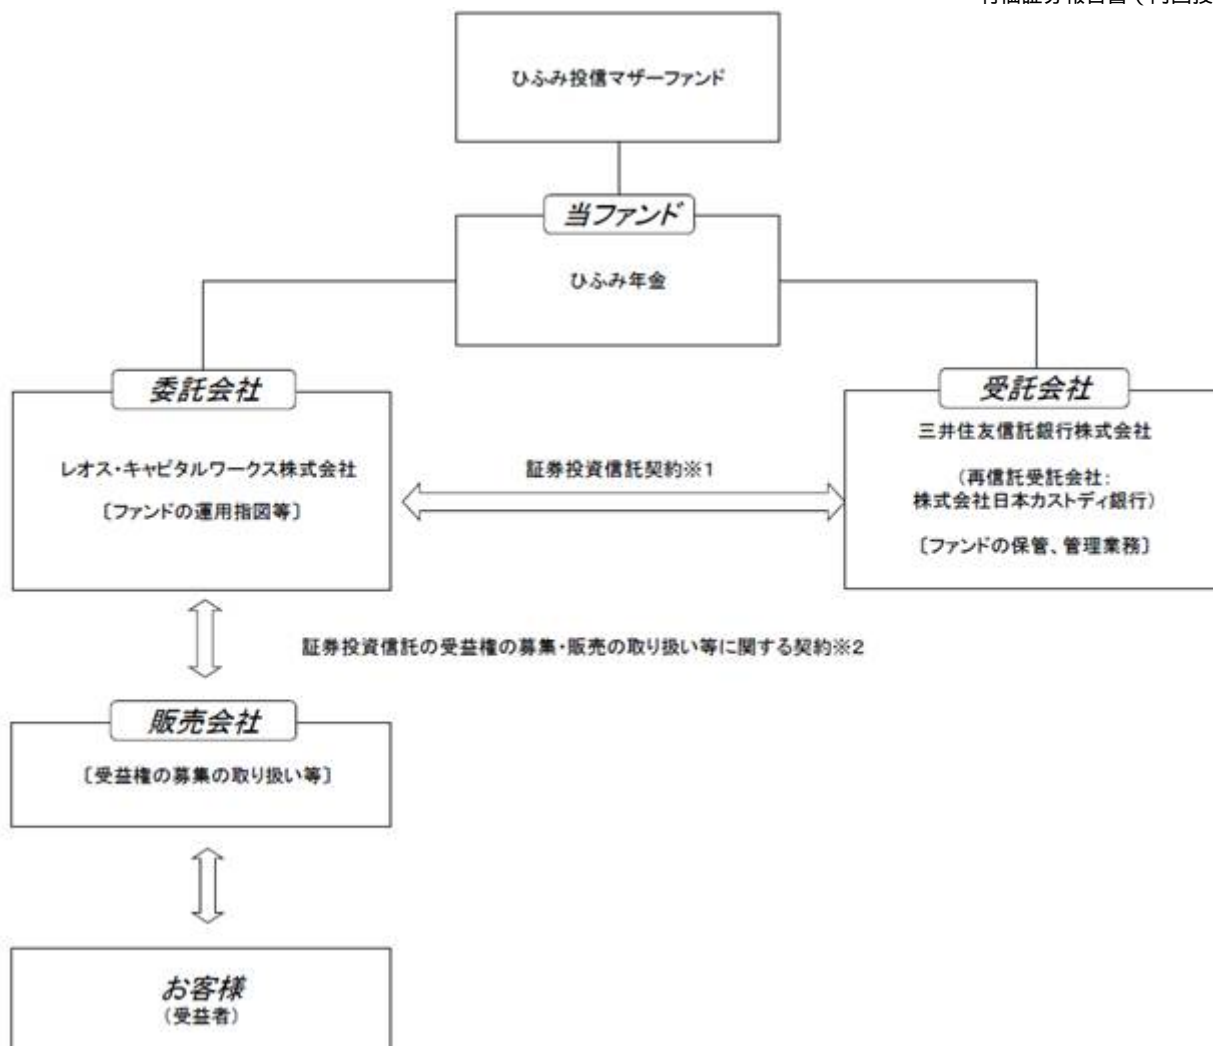 ひふみ投信マザーファンド
当ファンド
ひふみ年金
委託会社
レオス・キャピタルワークス株式会社
〔ファンドの運用指図等〕
証券投資信託契約※1
受託会社
三井住友信託銀行株式会社
(再信託受託会社:
株式会社日本カストディ銀行)
〔ファンドの保管、管理業務〕
証券投資信託の受益権の募集・販売の取り扱い等に関する契約※2
販売会社
〔受益権の募集の取り扱い等〕
お客様
(受益者)